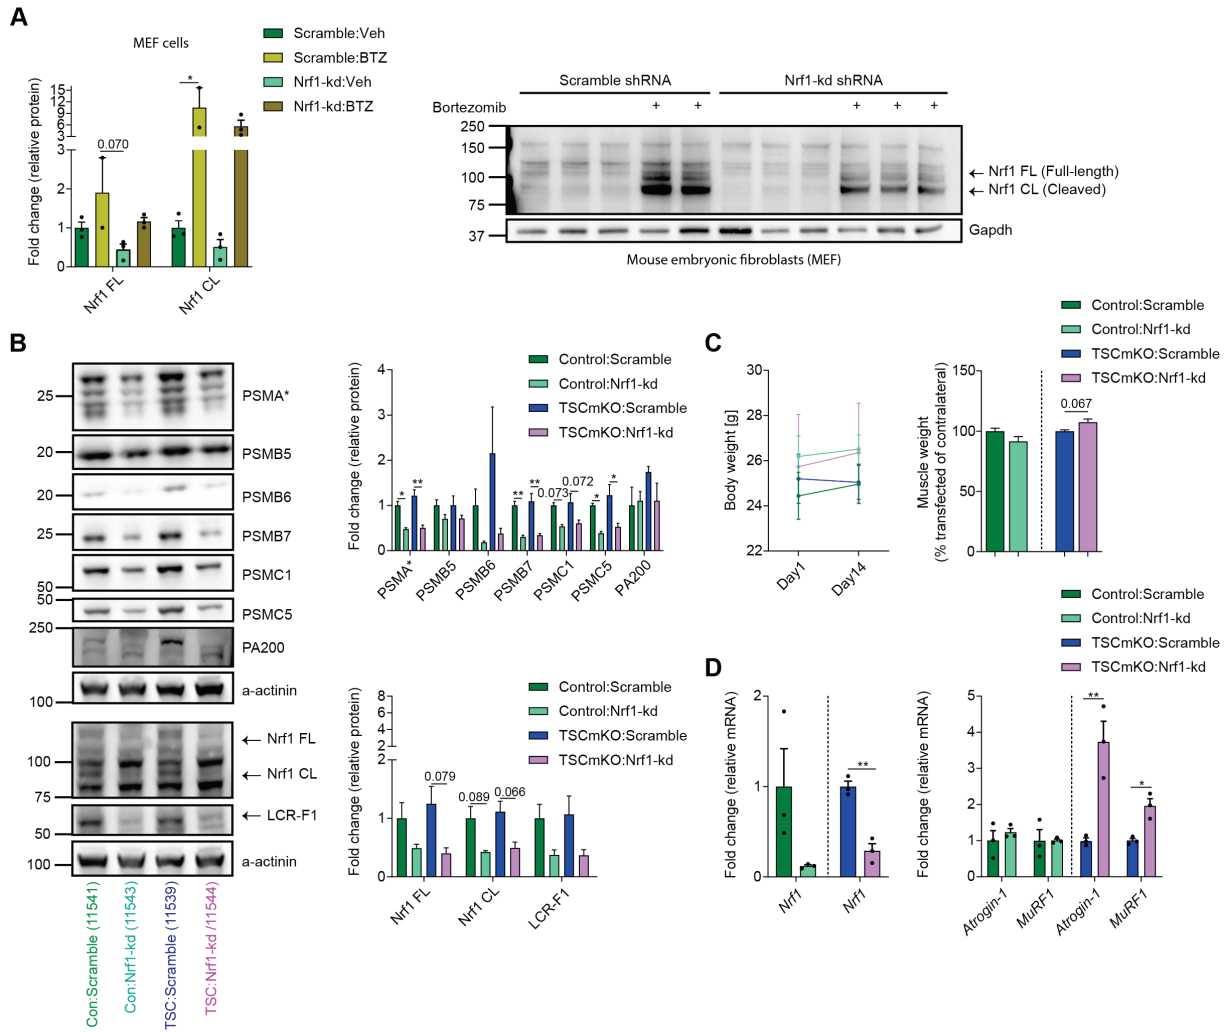 A
MEF cells
Scramble:Veh
Scramble:BTZ
Nrf1-kd:Veh
Nrf1-kd:BTZ
Fold change (relative protein)
15
12
9
6
3
3
2
1
0
0.070
*
Nrf1 FL
Nrf1 CL
Scramble shRNA
Nrf1-kd shRNA
Bortezomib
+ + + + +
250
150
100
75
37
Nrf1 FL (Full-length)
Nrf1 CL (Cleaved)
Gapdh
Mouse embryonic fibroblasts (MEF)
B
25
PSMA*
20
PSMB5
20
PSMB6
25
PSMB7
PSMC1
50
50
PSMC5
250
PA200
a-actinin
100
Nrf1 FL
100
Nrf1 CL
75
LCR-F1
50
a-actinin
100
Con:Scramble (11541)
Con:Nrf1-kd (11543)
TSC:Scramble (11539)
TSC:Nrf1-kd /11544)
Control:Scramble
Control:Nrf1-kd
TSCmKO:Scramble
TSCmKO:Nrf1-kd
Fold change (relative protein)
4
3
2
1
0
* ** ** ** 0.073 0.072 * *
PSMA*
PSMB5
PSMB6
PSMB7
PSMC1
PSMC5
PA200
Control:Scramble
Control:Nrf1-kd
TSCmKO:Scramble
TSCmKO:Nrf1-kd
Fold change (relative protein)
8
6
4
2
2
1
0
0.079
0.089
0.066
Nrf1 FL
Nrf1 CL
LCR-F1
C
Control:Scramble
Control:Nrf1-kd
TSCmKO:Scramble
TSCmKO:Nrf1-kd
Body weight [g]
30
28
26
24
22
Day1
Day14
Muscle weight
(% transfected of contralateral)
150
100
50
0
0.067
D
Control:Scramble
Control:Nrf1-kd
TSCmKO:Scramble
TSCmKO:Nrf1-kd
Fold change (relative mRNA)
2
1
0
**
Nrf1
Nrf1
Fold change (relative mRNA)
5
4
3
2
1
0
**
*
Atrogin-1
MuRF1
Atrogin-1
MuRF1